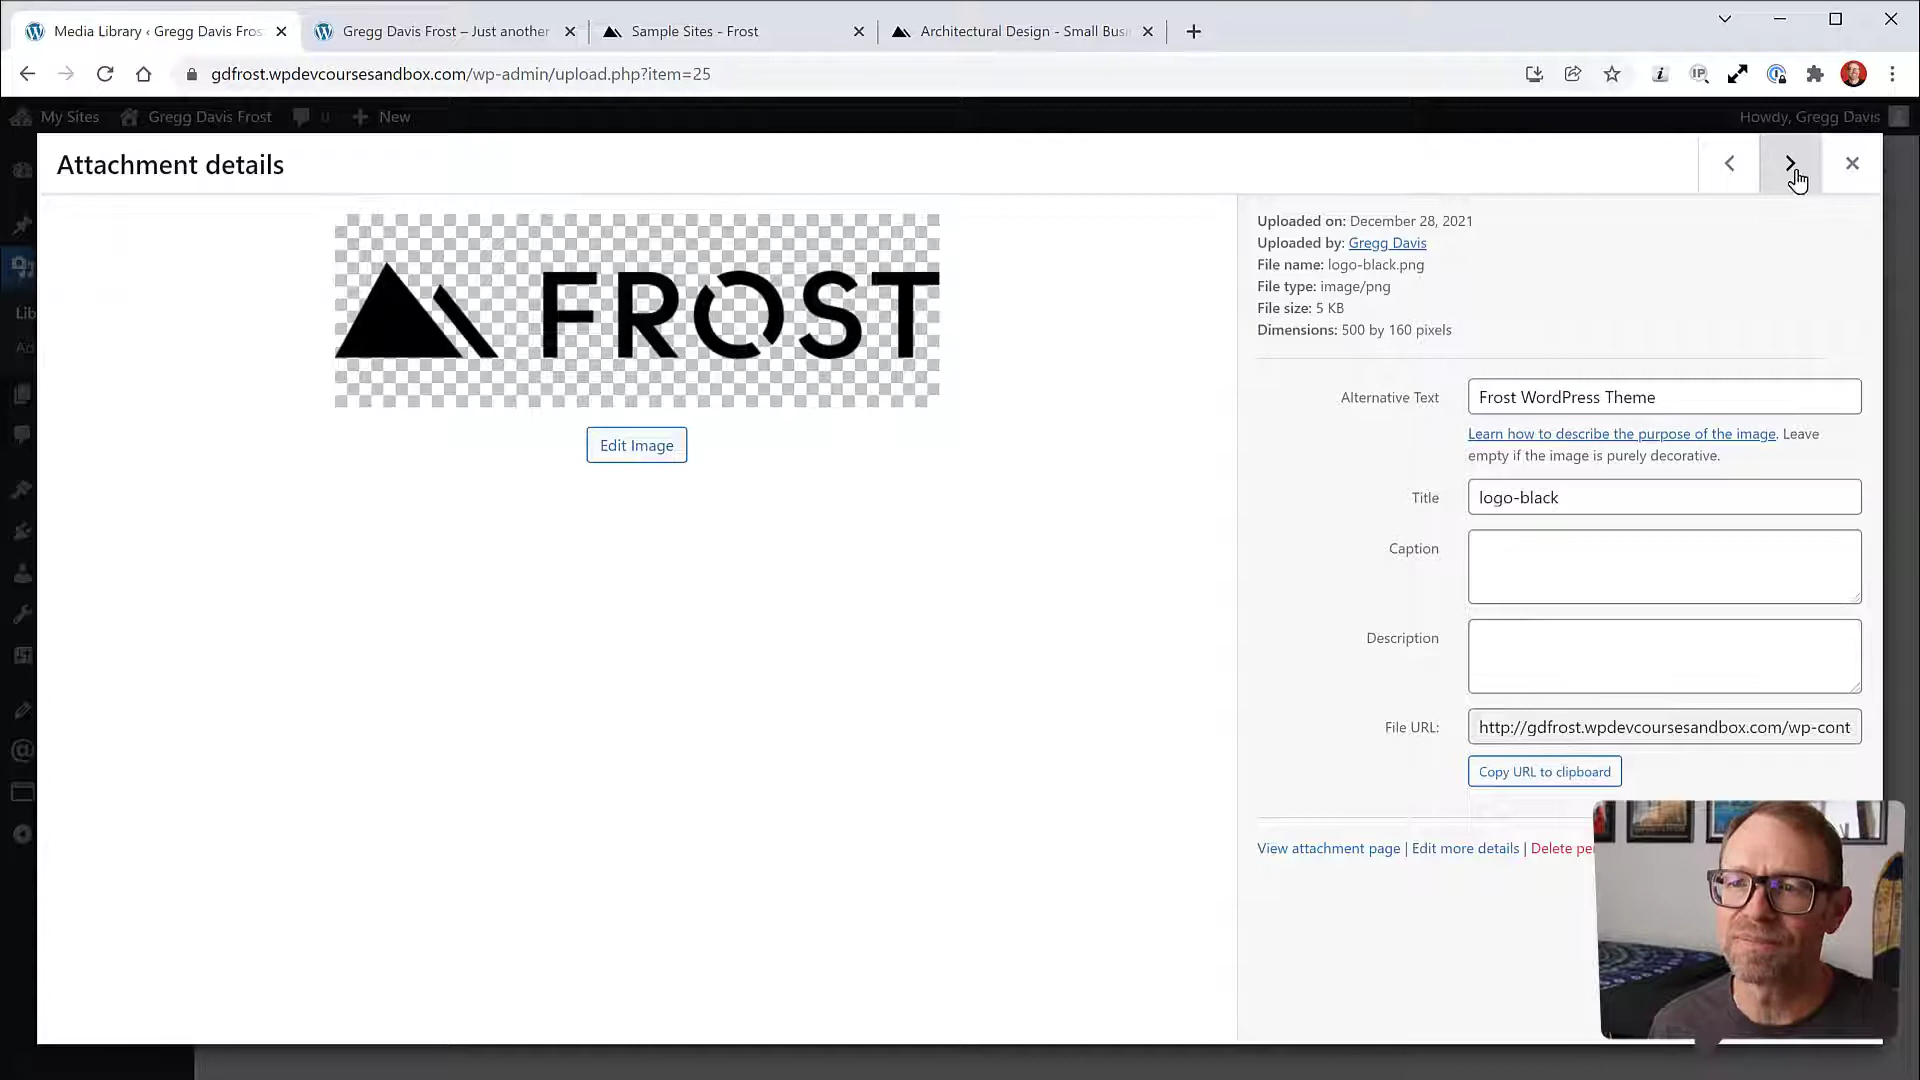 Media Library ‹ Gregg Davis Fros
Gregg Davis Frost – Just another
Sample Sites - Frost
Architectural Design - Small Busi
gdfrost.wpdevcoursesandbox.com/wp-admin/upload.php?item=25
My Sites
Gregg Davis Frost
0
New
Howdy, Gregg Davis
Attachment details
FROST
Edit Image
Lib
Ad
Uploaded on: December 28, 2021
Uploaded by: Gregg Davis
File name: logo-black.png
File type: image/png
File size: 5 KB
Dimensions: 500 by 160 pixels
Alternative Text
Frost WordPress Theme
Learn how to describe the purpose of the image. Leave
empty if the image is purely decorative.
Title
logo-black
Caption
Description
File URL:
http://gdfrost.wpdevcoursesandbox.com/wp-cont
Copy URL to clipboard
View attachment page | Edit more details | Delete pe